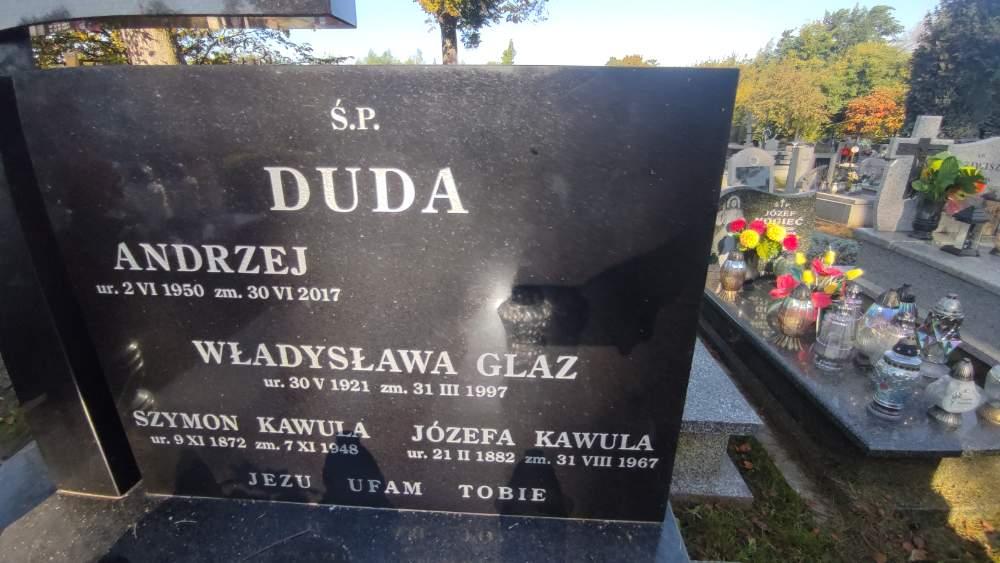 Ś.P.
DUDA
ANDRZEJ
ur. 2 VI 1950 zm. 30 VI 2017
WŁADYSŁAWA GLAZ
ur. 30 V 1921 zm. 31 III 1997
SZYMON KAWULA JÓZEFA KAWULA
ur. 9 XI 1872 zm. 7 XI 1948 ur. 21 II 1882 zm. 31 VIII 1967
JEZU UFAM TOBIE
Ś P
JÓZEF